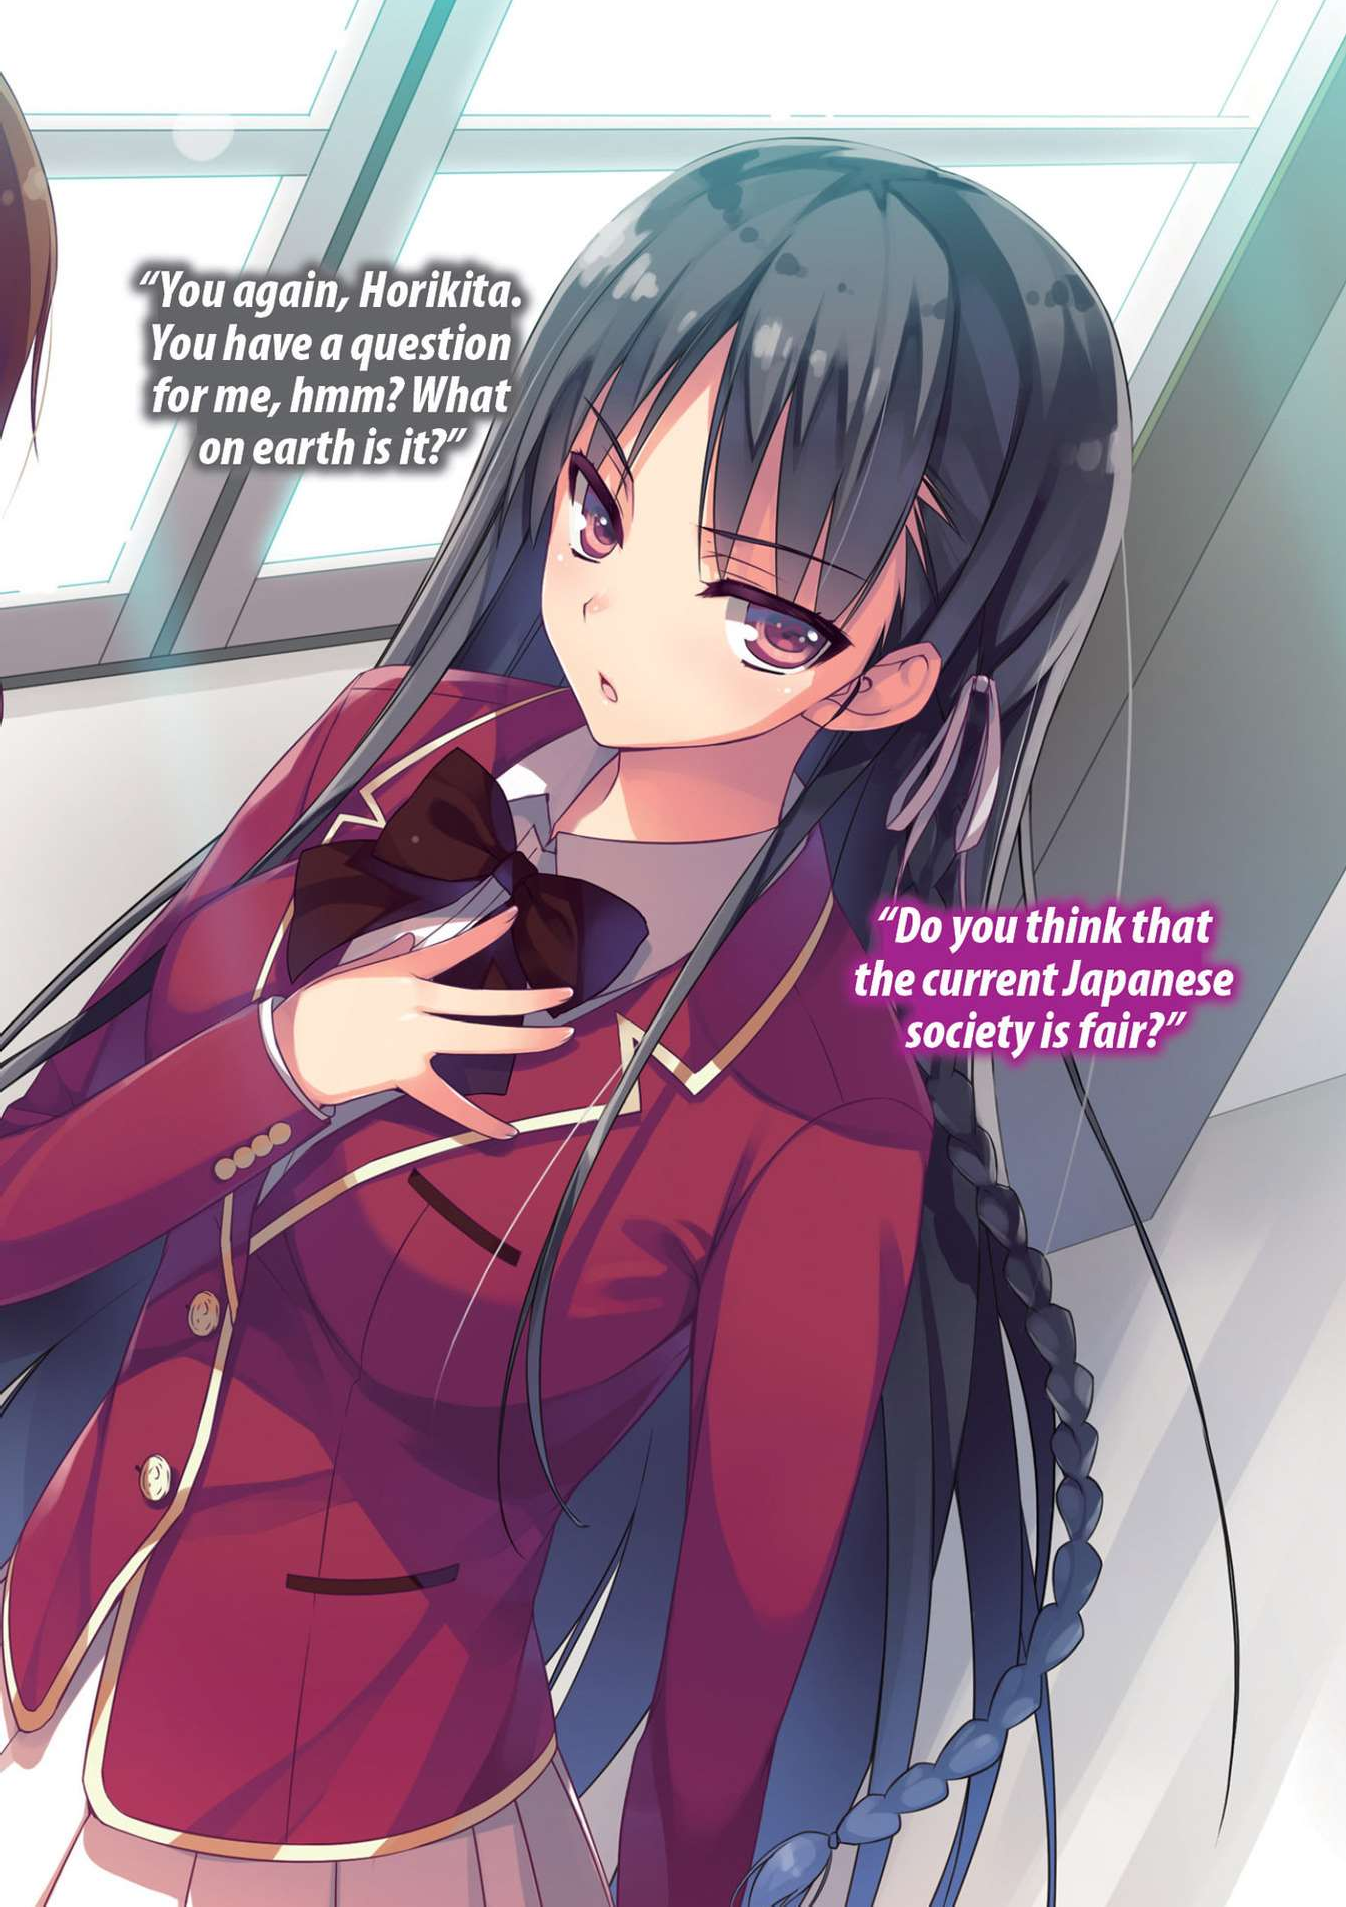 “You again, Horikita.
You have a question
for me, hmm? What
on earth is it?”
“Do you think that
the current Japanese
society is fair?”